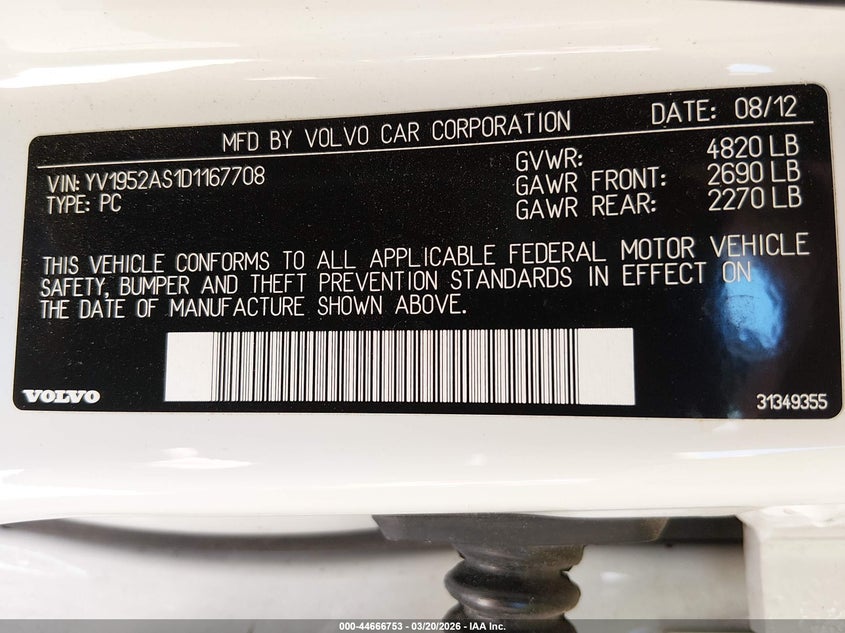 MFD BY VOLVO CAR CORPORATION DATE: 08/12
VIN: YV1952AS1D1167708
TYPE: PC
GVWR: 4820 LB
GAWR FRONT: 2690 LB
GAWR REAR: 2270 LB
THIS VEHICLE CONFORMS TO ALL APPLICABLE FEDERAL MOTOR VEHICLE
SAFETY, BUMPER AND THEFT PREVENTION STANDARDS IN EFFECT ON
THE DATE OF MANUFACTURE SHOWN ABOVE.
VOLVO
31349355
000-44666753 - 03/20/2026 - IAA Inc.